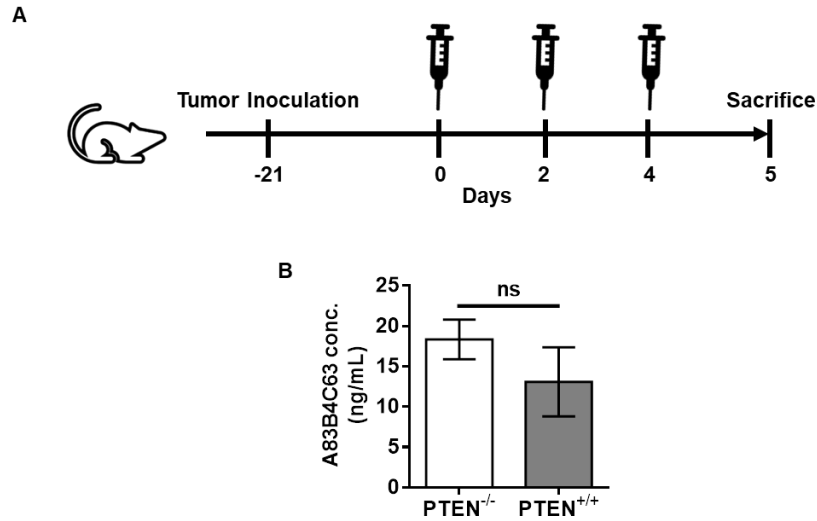 A
Tumor Inoculation
Sacrifice
-21
0
2
4
5
Days
B
ns
A83B4C63 conc.
(ng/mL)
25
20
15
10
5
0
PTEN-/-
PTEN+/+